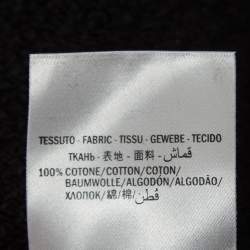 TESSUTO - FABRIC - TISSU - GEWEBE - TECIDO
ТКАНЬ - 表地 - 面料 - قماش
100% COTONE/COTTON/COTON/
BAUMWOLLE/ALGODÓN/ALGODÃO/
ХЛОПОК/綿/棉/قطن